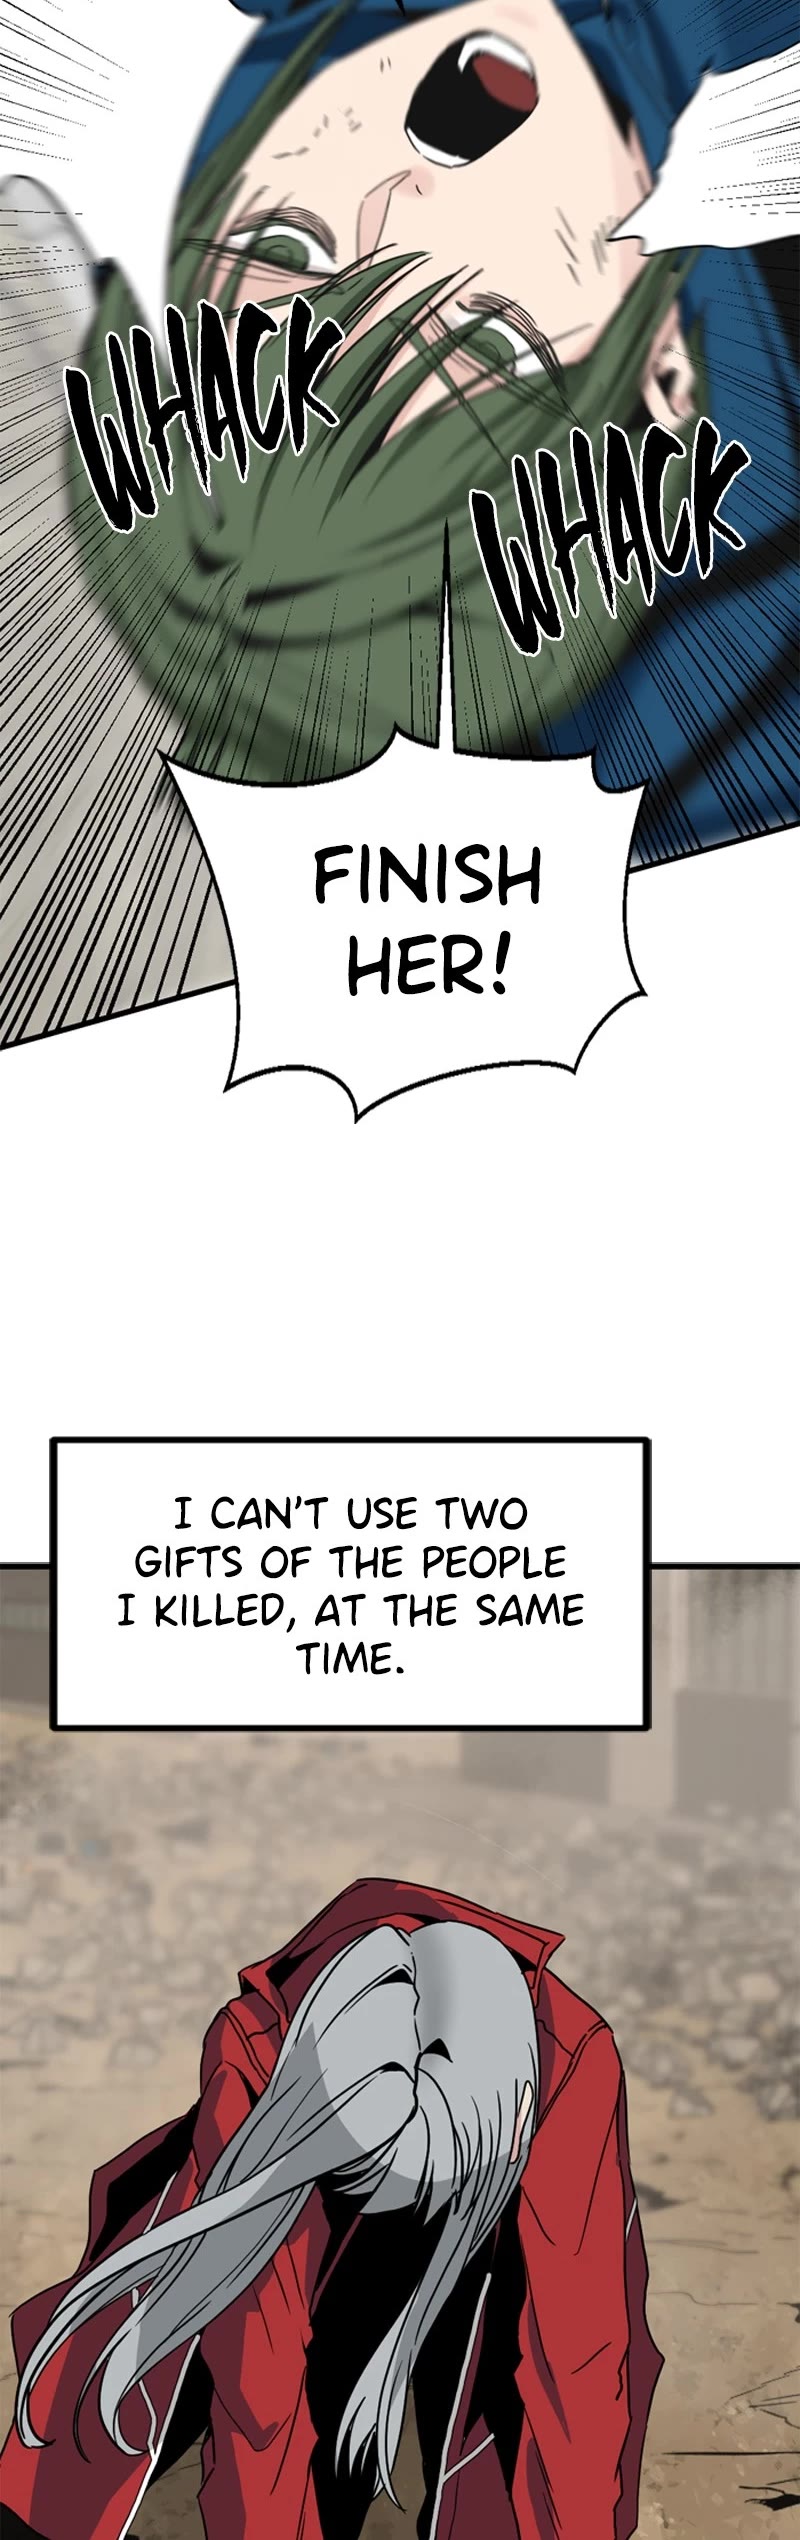 WHACK
WHACK
FINISH
HER!
I CAN'T USE TWO
GIFTS OF THE PEOPLE
I KILLED, AT THE SAME
TIME.